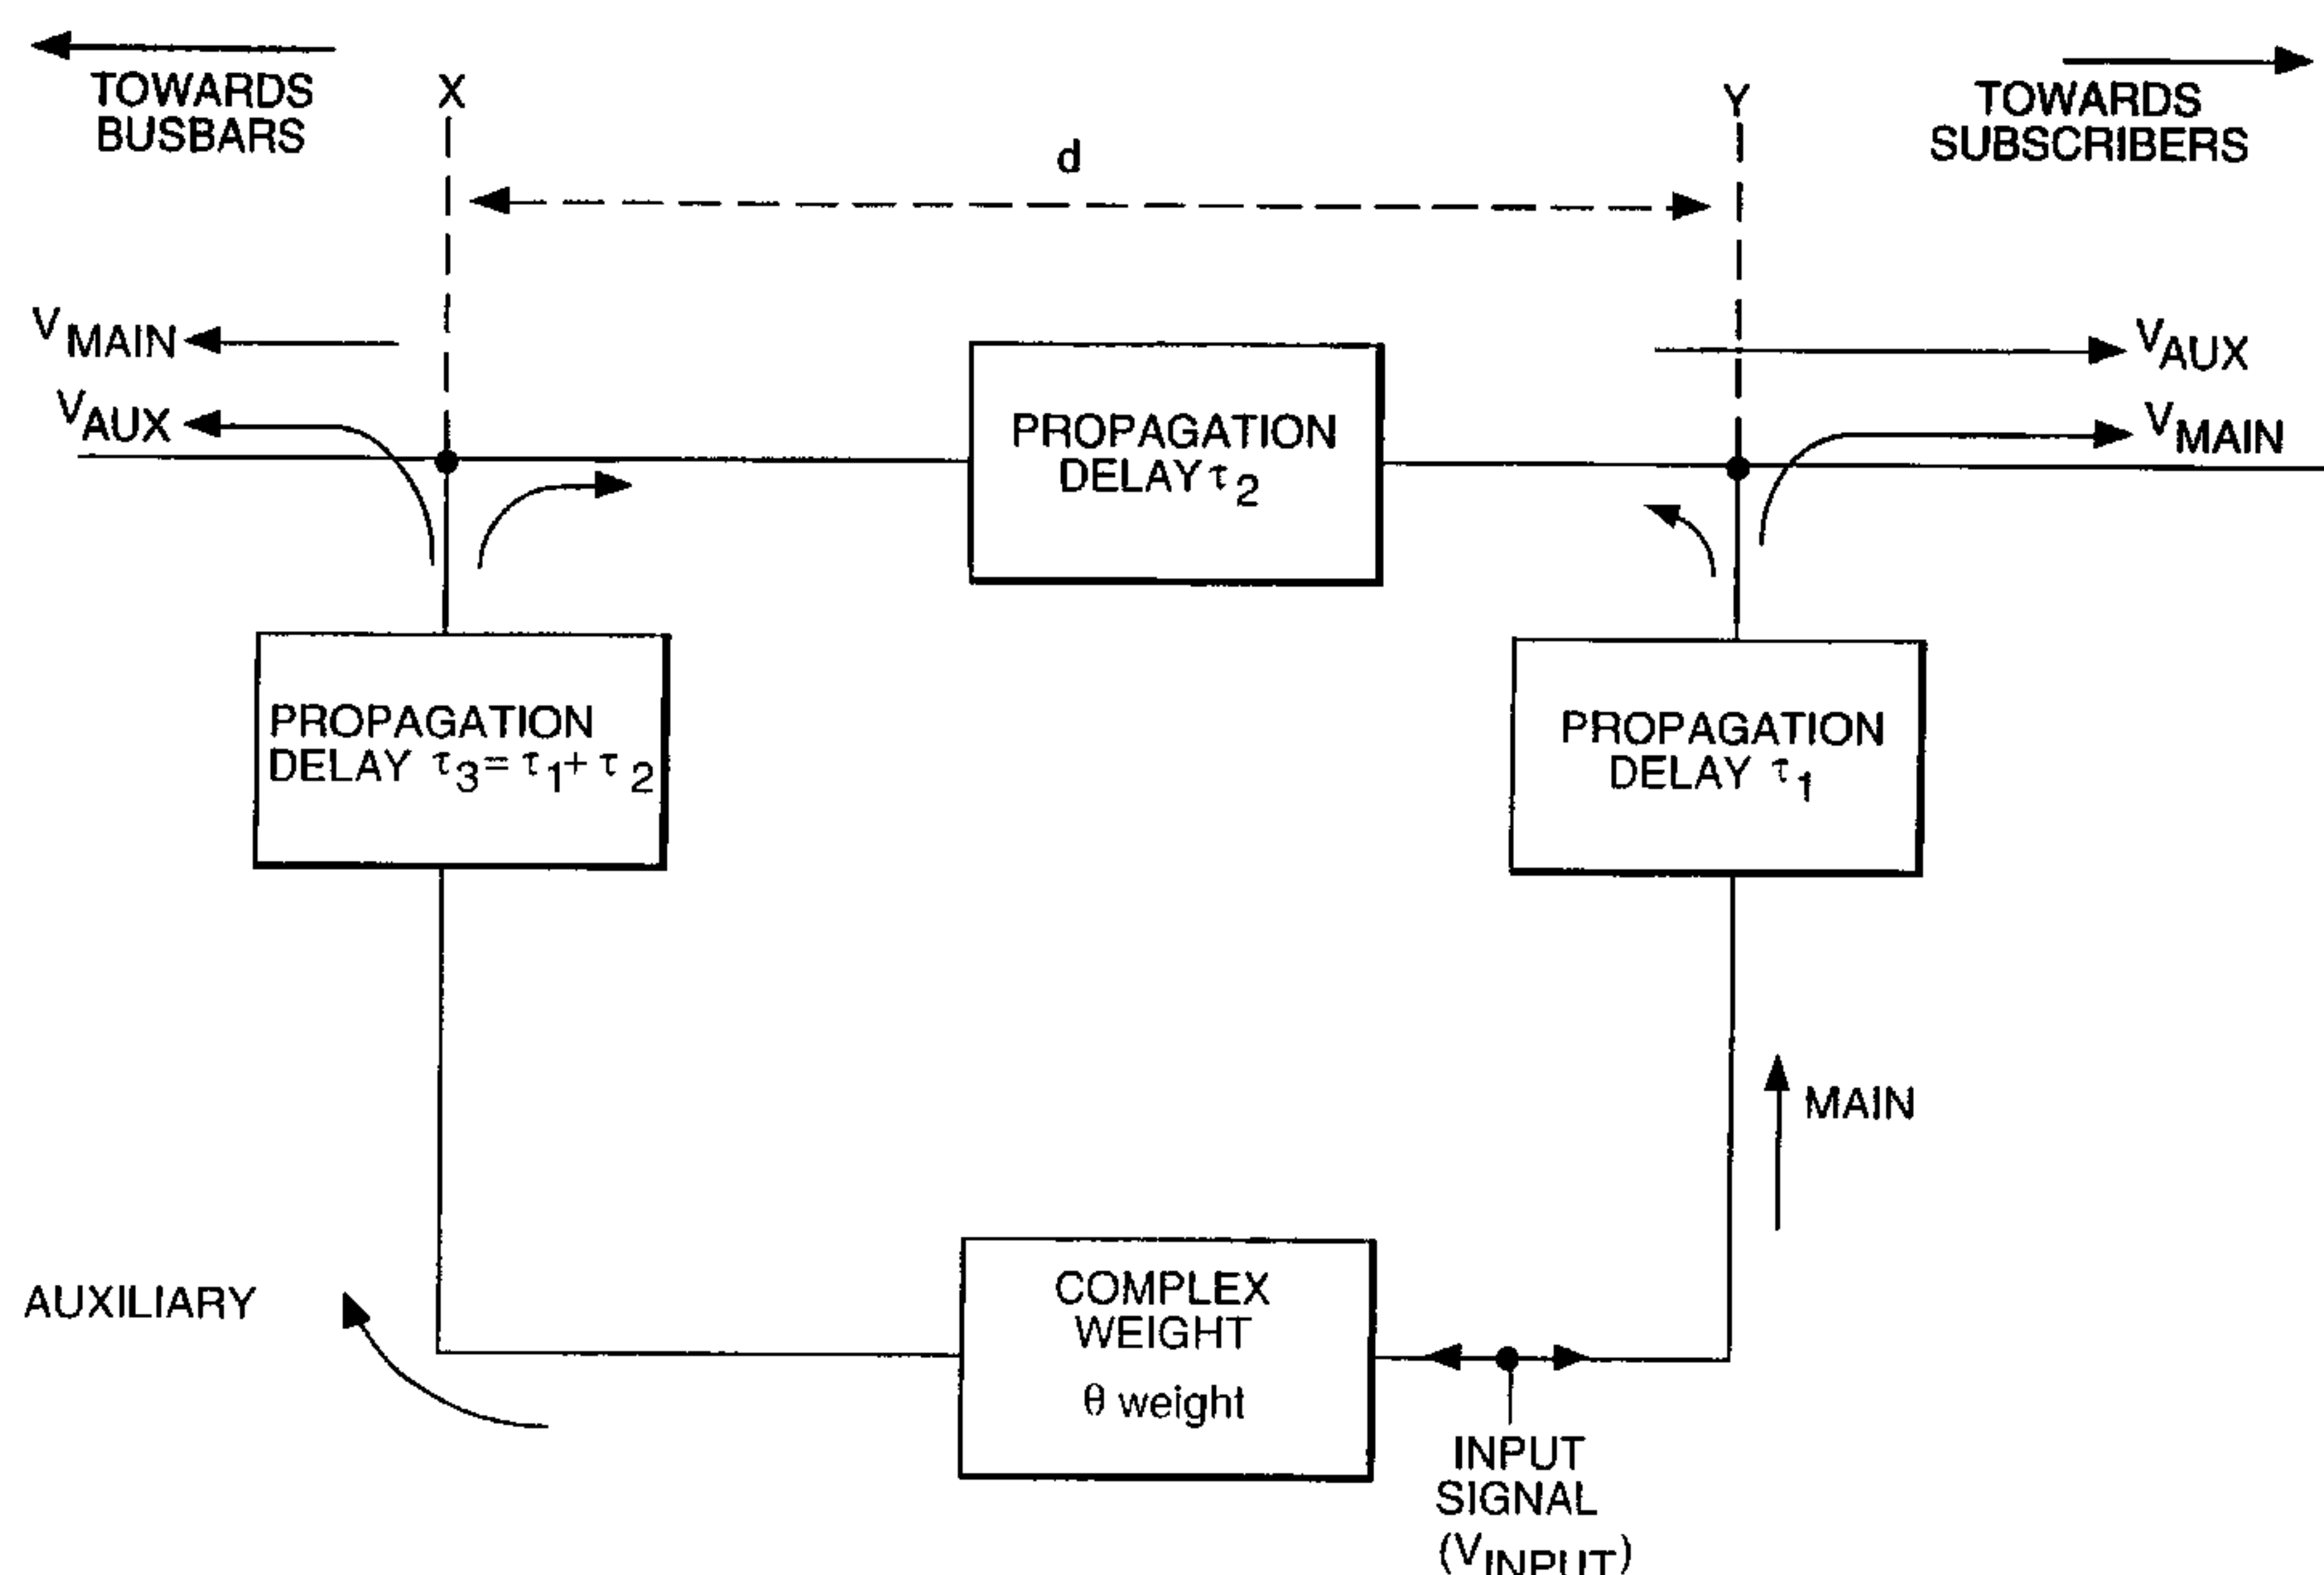 TOWARDS
BUSBARS
X
d
Y
TOWARDS
SUBSCRIBERS
V MAIN
VAUX
PROPAGATION
DELAY τ2
VAUX
VMAIN
PROPAGATION
DELAY τ3=τ1+τ2
PROPAGATION
DELAY τ1
MAIN
AUXILIARY
COMPLEX
WEIGHT
θ weight
INPUT
SIGNAL
(VINPUT)